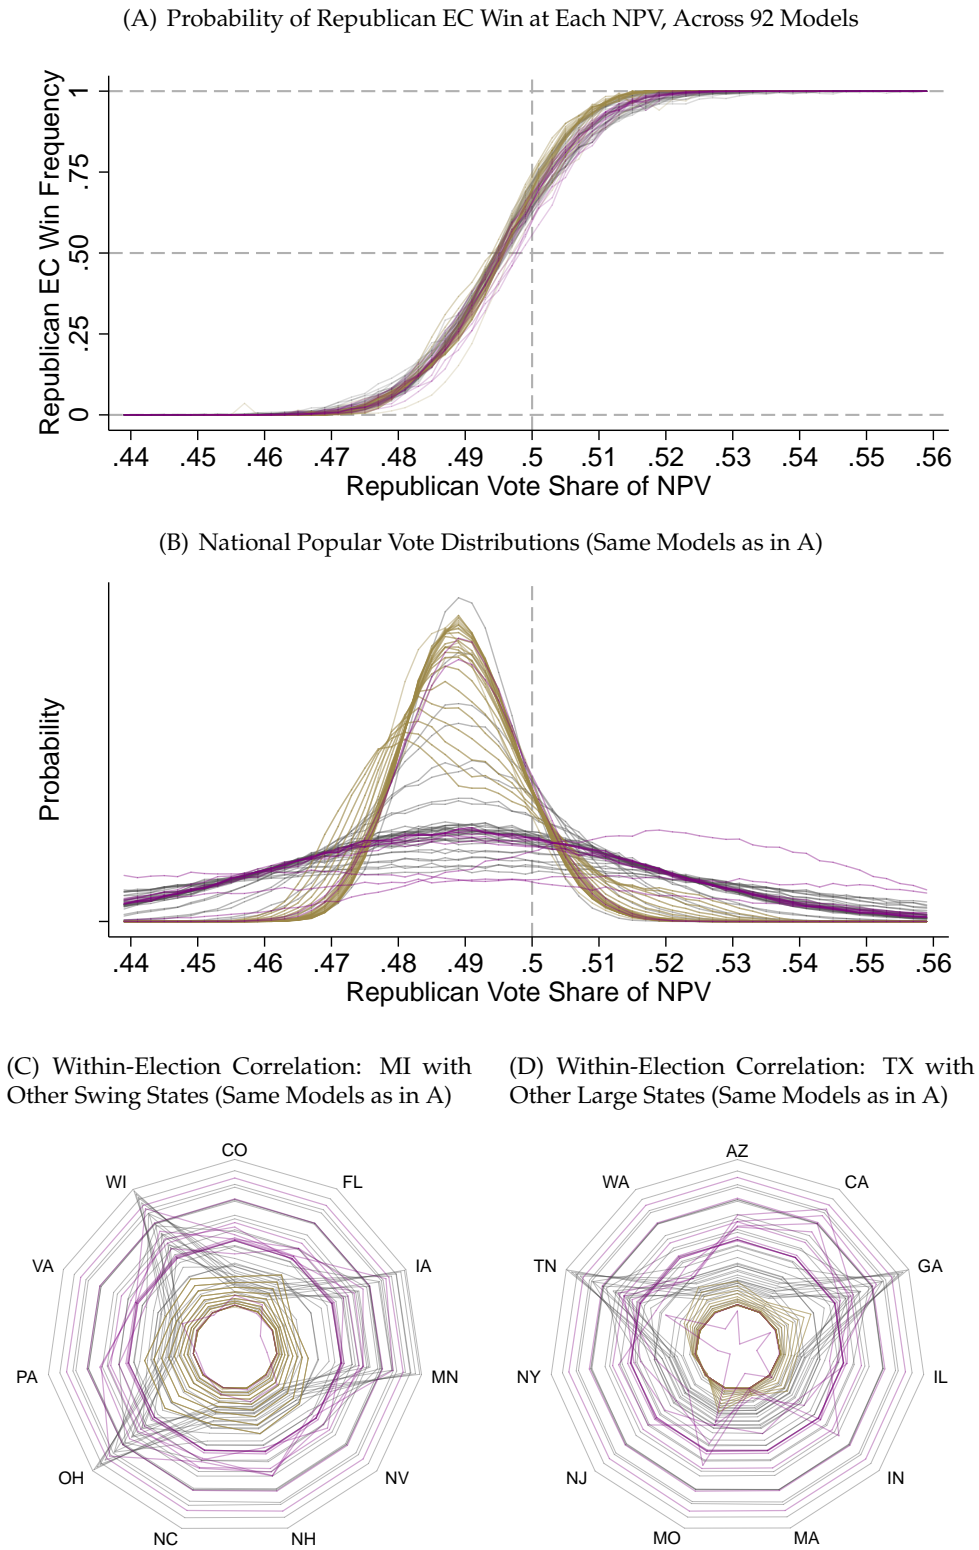 (A) Probability of Republican EC Win at Each NPV, Across 92 Models
Republican EC Win Frequency
1
.75
.50
.25
0
.44 .45 .46 .47 .48 .49 .5 .51 .52 .53 .54 .55 .56
Republican Vote Share of NPV
(B) National Popular Vote Distributions (Same Models as in A)
Probability
.44 .45 .46 .47 .48 .49 .5 .51 .52 .53 .54 .55 .56
Republican Vote Share of NPV
(C) Within-Election Correlation: MI with
Other Swing States (Same Models as in A)
CO
FL
IA
MN
NV
NH
NC
OH
PA
VA
WI
(D) Within-Election Correlation: TX with
Other Large States (Same Models as in A)
AZ
CA
GA
IL
IN
MA
MO
NJ
NY
TN
WA